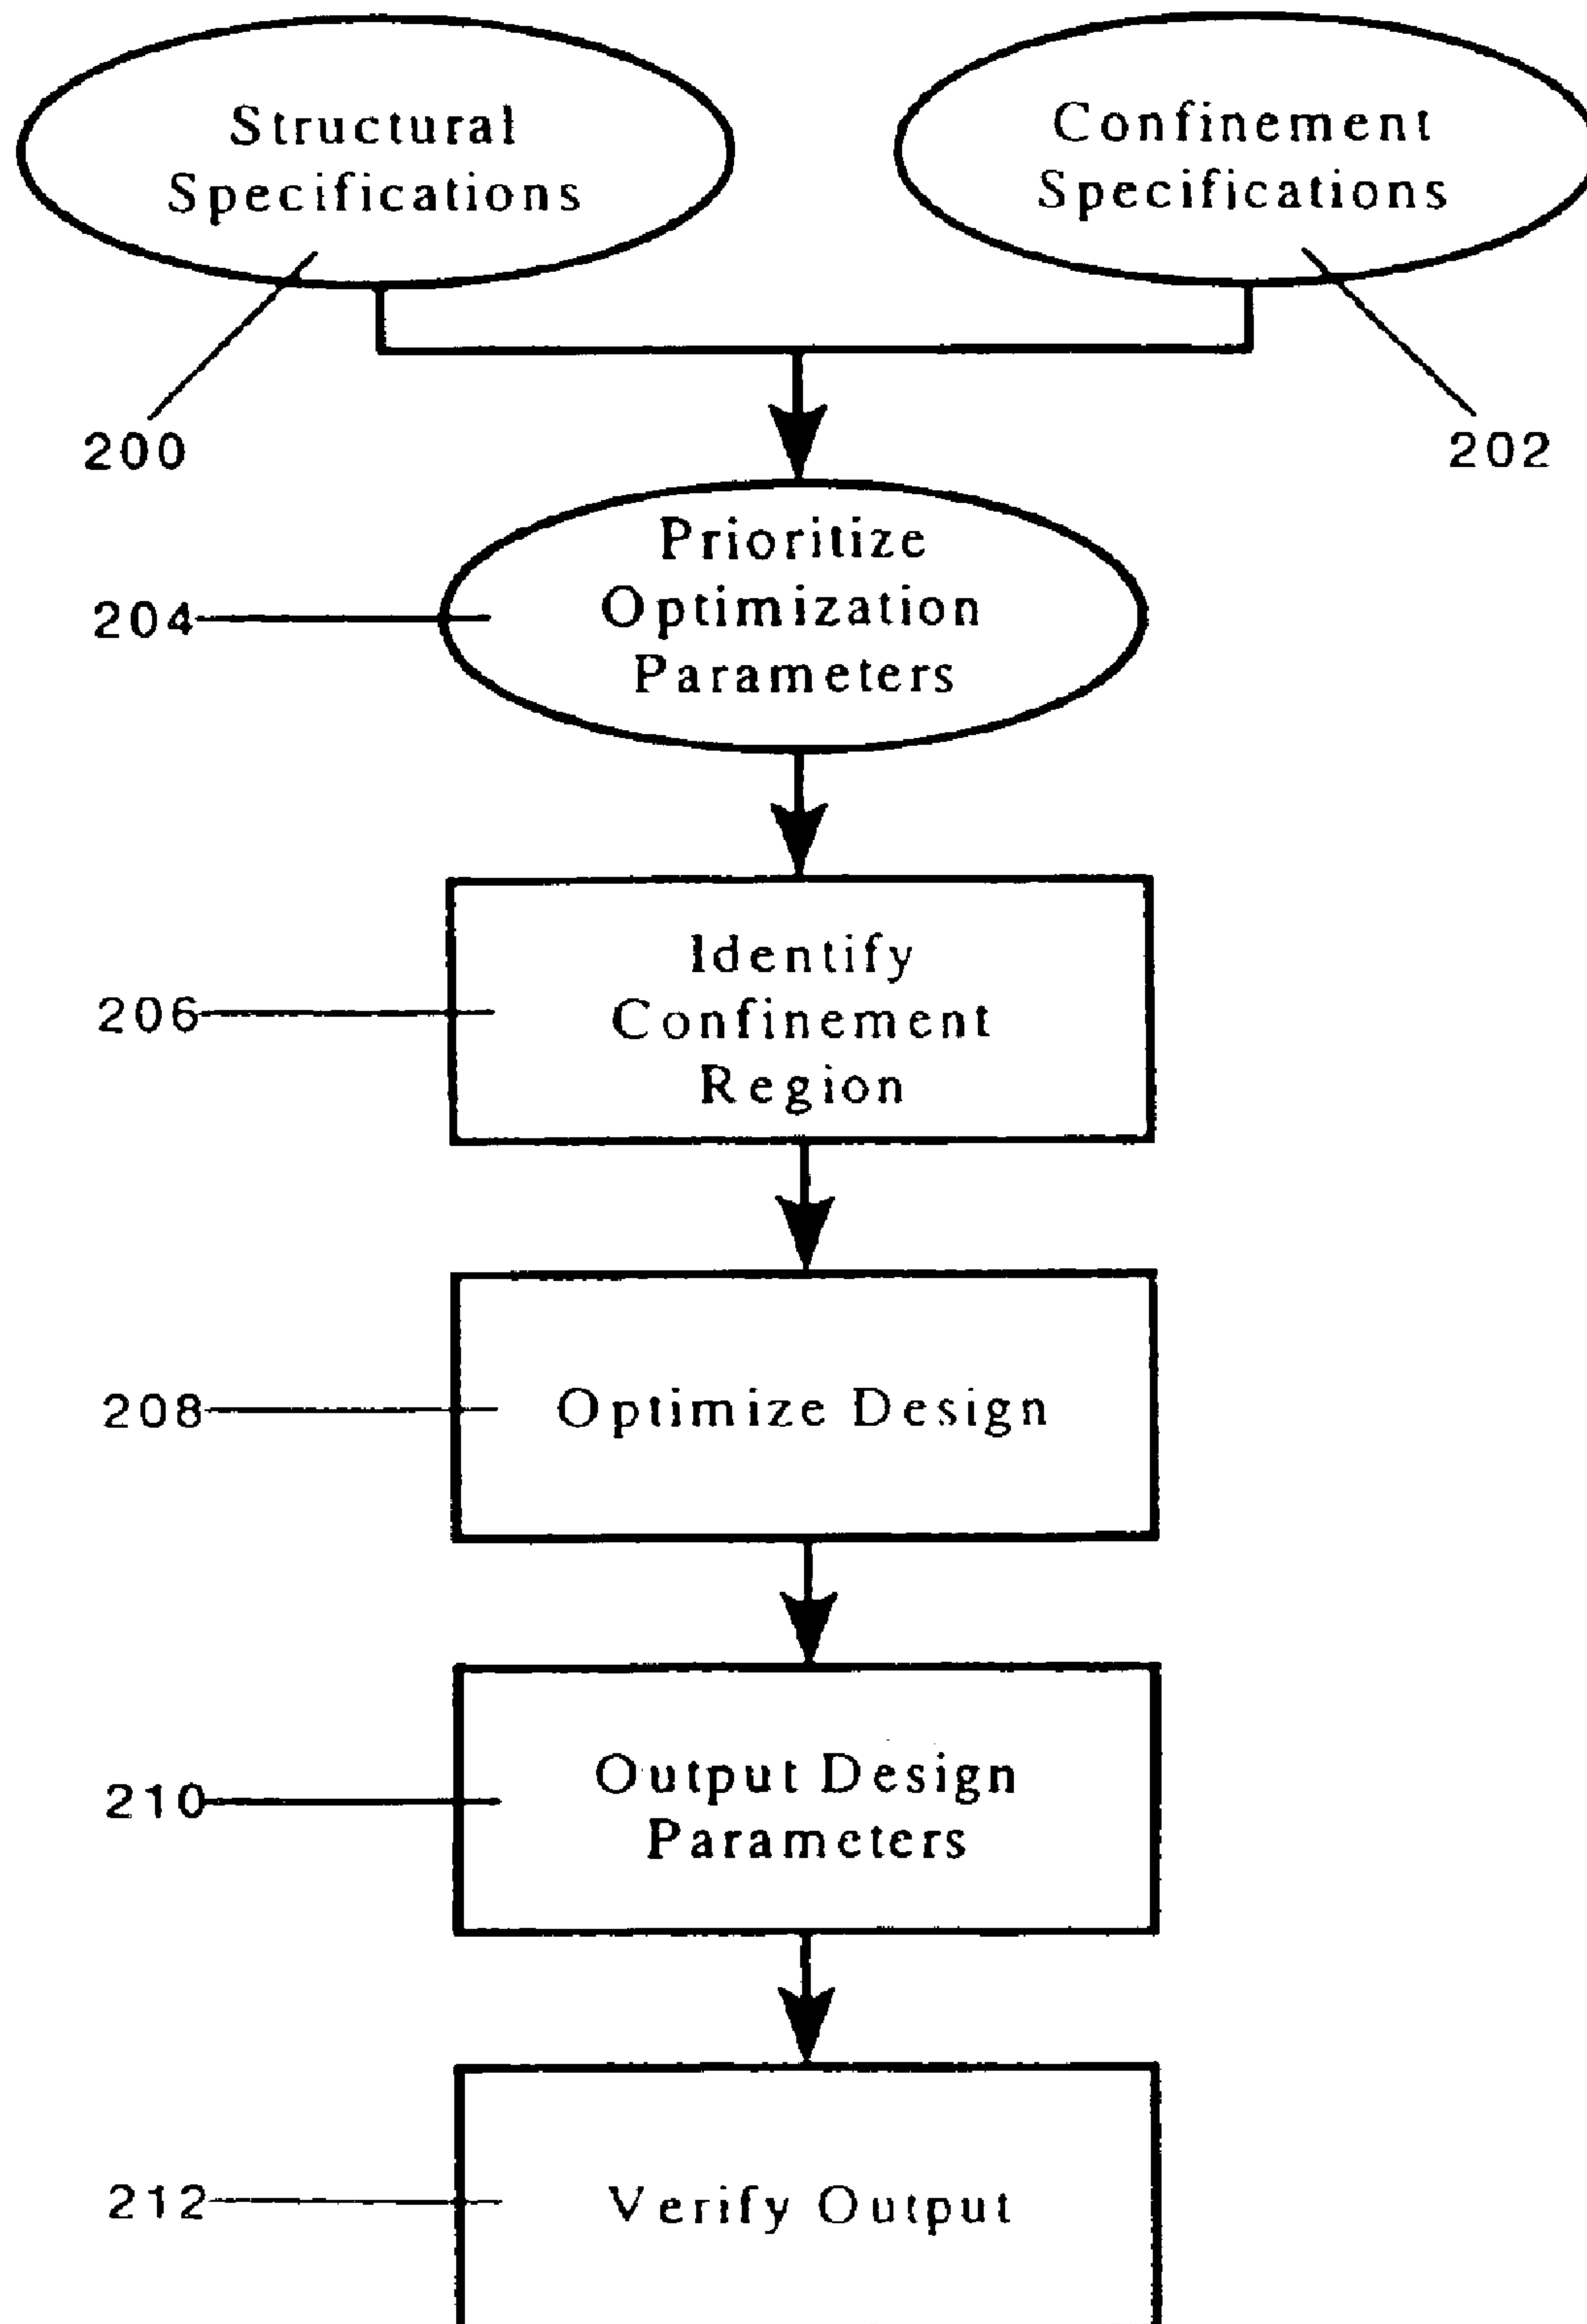 Structural
Specifications
Confinement
Specifications
200
202
Prioritize
Optimization
Parameters
204
Identify
Confinement
Region
206
Optimize Design
208
Output Design
Parameters
210
Verify Output
212